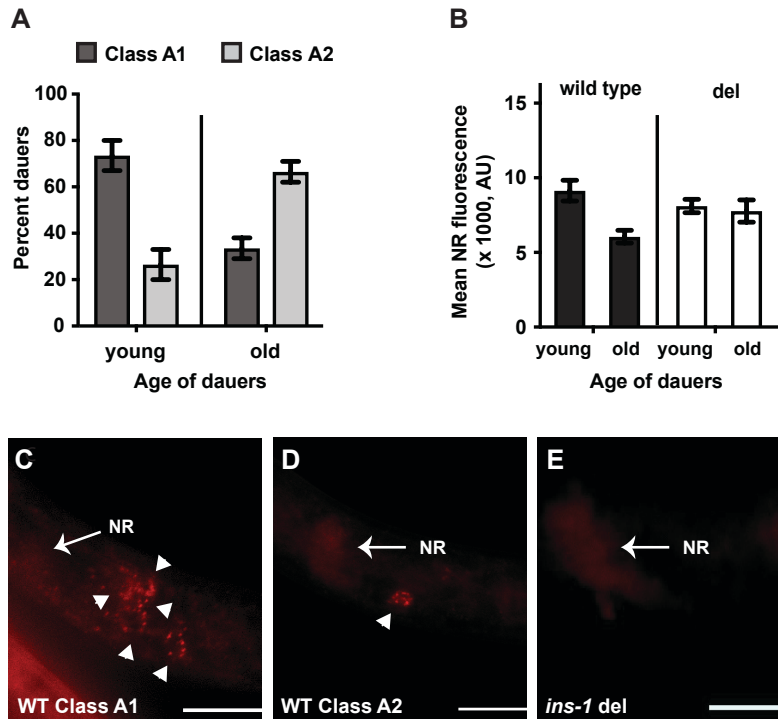 A
Class A1
Class A2
100
80
60
40
20
0
Percent dauers
young
old
Age of dauers
B
wild type
del
15
10
5
0
Mean NR fluorescence
(x 1000, AU)
young
old
young
old
Age of dauers
C
NR
WT Class A1
D
NR
WT Class A2
E
NR
ins-1 del